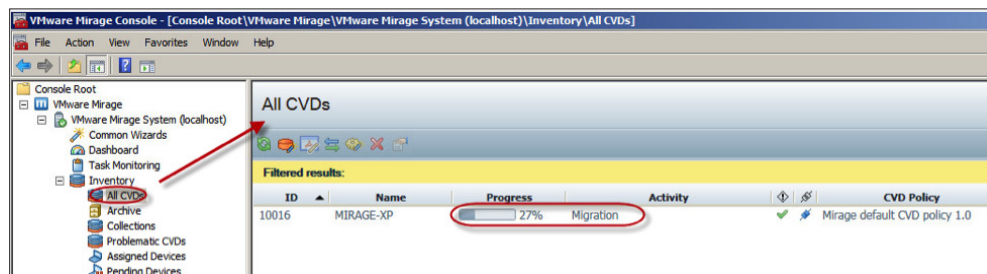 VMware Mirage Console - [Console Root\VMware Mirage\VMware Mirage System (localhost)\Inventory\All CVDs]
File Action View Favorites Window Help
Console Root
VMware Mirage
VMware Mirage System (localhost)
Common Wizards
Dashboard
Task Monitoring
Inventory
All CVDs
Archive
Collections
Problematic CVDs
Assigned Devices
Pending Devices
All CVDs
Filtered results:
ID Name Progress Activity CVD Policy
10016 MIRAGE-XP 27% Migration Mirage default CVD policy 1.0